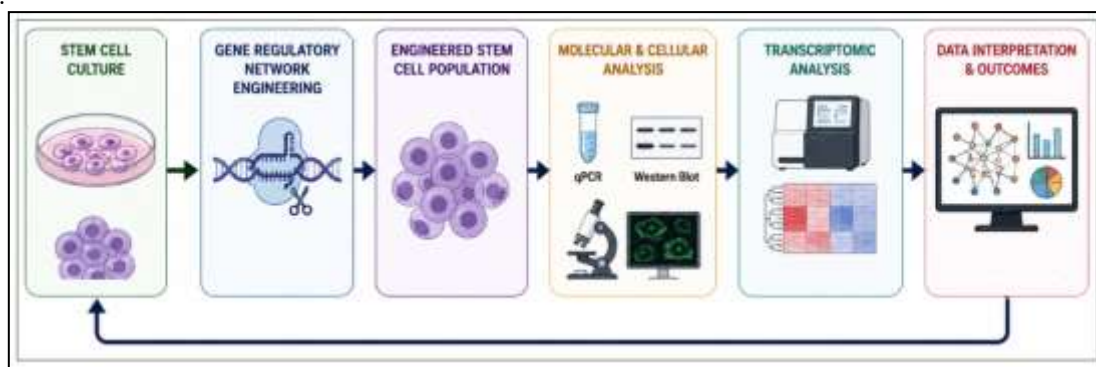 STEM CELL
CULTURE
GENE REGULATORY
NETWORK
ENGINEERING
ENGINEERED STEM
CELL POPULATION
MOLECULAR & CELLULAR
ANALYSIS
qPCR
Western Blot
TRANSCRIPTOMIC
ANALYSIS
DATA INTERPRETATION
& OUTCOMES